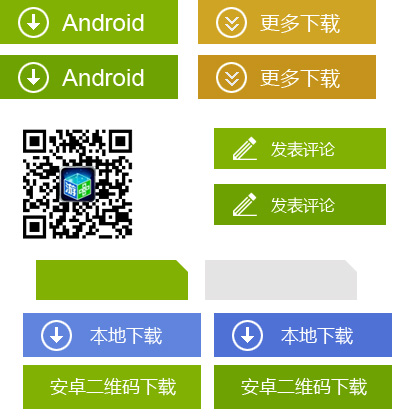 Android
更多下载
Android
更多下载
游
发表评论
发表评论
本地下载
本地下载
安卓二维码下载
安卓二维码下载